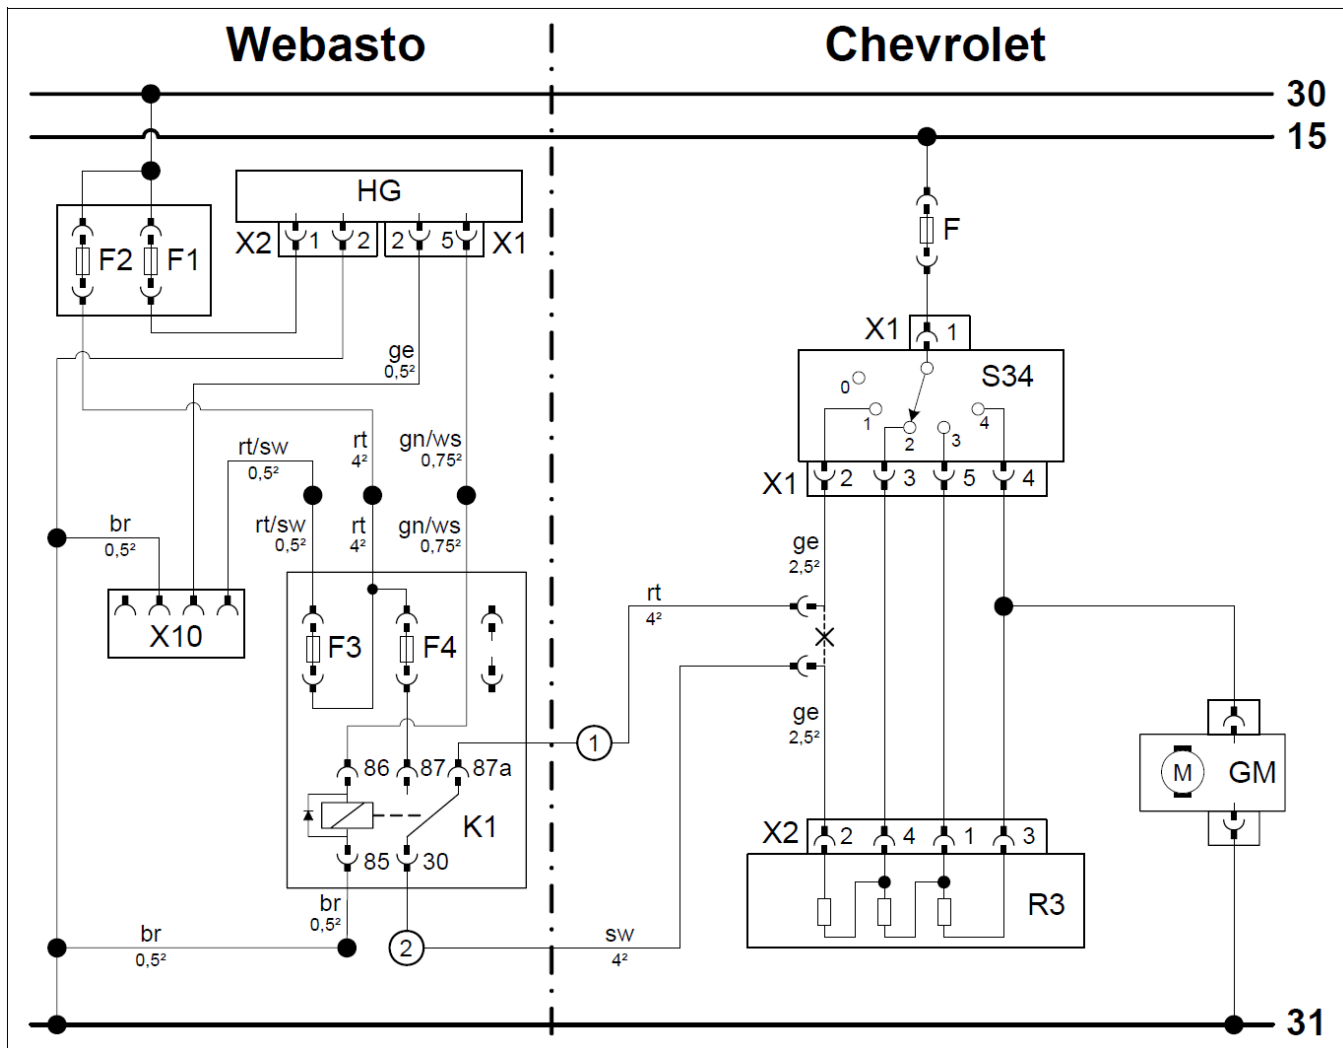 Webasto Chevrolet
30
15
HG
F2 F1 X2 1 2 2 5 X1 F
X1 1
ge
0,5²
S34
0
1
2
3
4
rt/sw
0,5²
rt
4²
gn/ws
0,75²
X1 2 3 5 4
br
0,5²
rt/sw
0,5²
rt
4²
gn/ws
0,75²
ge
2,5²
rt
4²
X10 F3 F4
ge
2,5²
1
86 87 87a
M GM
K1
X2 2 4 1 3
85 30
R3
br
0,5²
br
0,5²
2
sw
4²
31